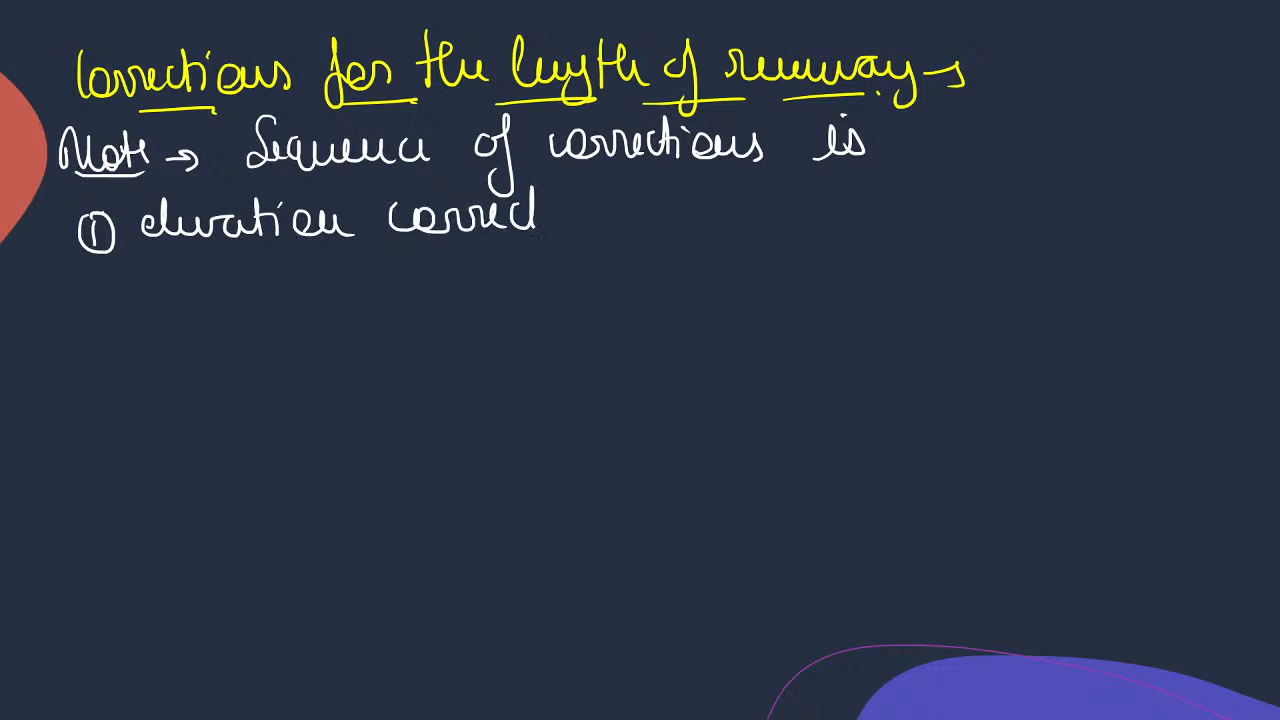 Corrections for the length of runway →
Note → Sequence of corrections is
① elevation correct